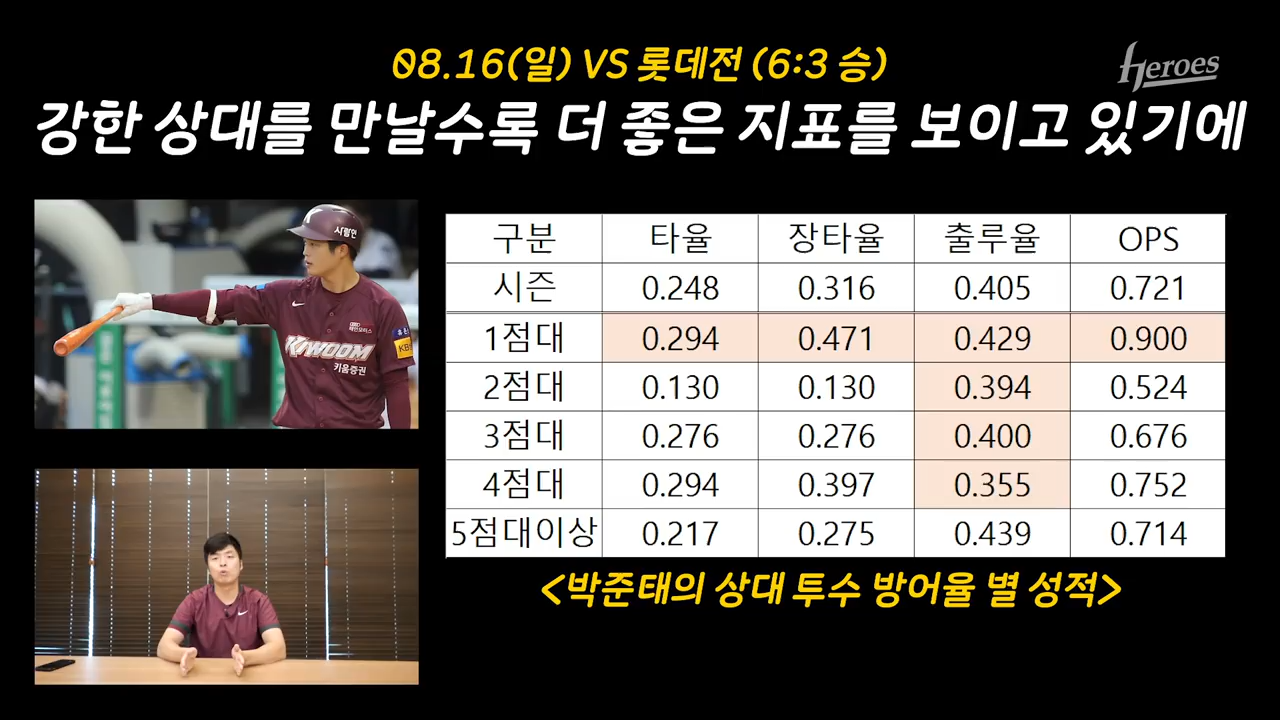 08.16(일) VS 롯데전 (6:3 승)
heroes
강한 상대를 만날수록 더 좋은 지표를 보이고 있기에
사람인
KIWOOM
키움증권
구분 타율 장타율 출루율 OPS
시즌 0.248 0.316 0.405 0.721
1점대 0.294 0.471 0.429 0.900
2점대 0.130 0.130 0.394 0.524
3점대 0.276 0.276 0.400 0.676
4점대 0.294 0.397 0.355 0.752
5점대이상 0.217 0.275 0.439 0.714
<박준태의 상대 투수 방어율 별 성적>